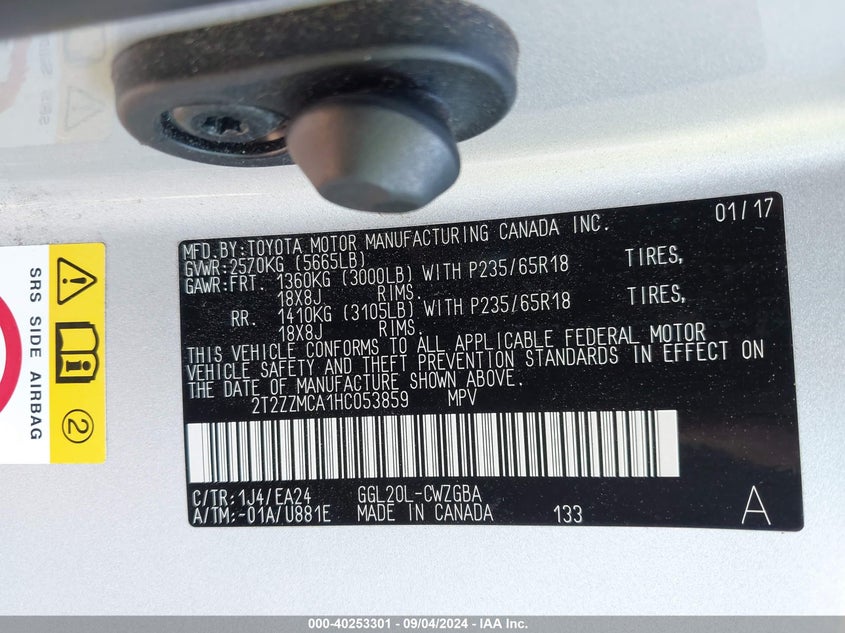 MFD.BY:TOYOTA MOTOR MANUFACTURING CANADA INC. 01/17
GVWR:2570KG (5665LB)
GAWR:FRT. 1360KG (3000LB) WITH P235/65R18 TIRES,
18X8J RIMS.
RR. 1410KG (3105LB) WITH P235/65R18 TIRES,
18X8J RIMS.
THIS VEHICLE CONFORMS TO ALL APPLICABLE FEDERAL MOTOR
VEHICLE SAFETY AND THEFT PREVENTION STANDARDS IN EFFECT ON
THE DATE OF MANUFACTURE SHOWN ABOVE.
2T2ZZMCA1HC053859 MPV
C/TR:1J4/EA24 GGL20L-CWZGBA
A/TM:-01A/U881E MADE IN CANADA 133 A
SRS SIDE AIRBAG
2
000-40253301 - 09/04/2024 - IAA Inc.